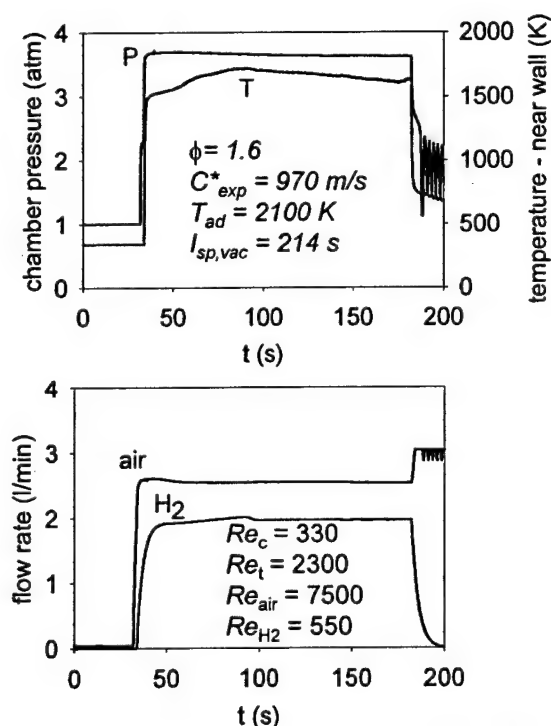 chamber pressure (atm)
4
3
2
1
0
P
T
ϕ= 1.6
C*exp = 970 m/s
Tad = 2100 K
Isp,vac = 214 s
2000
1500
1000
500
0
temperature - near wall (K)
0 50 100 150 200
t (s)
flow rate (l/min)
4
3
2
1
0
air
H2
Rec = 330
Ret = 2300
Reair = 7500
ReH2 = 550
0 50 100 150 200
t (s)